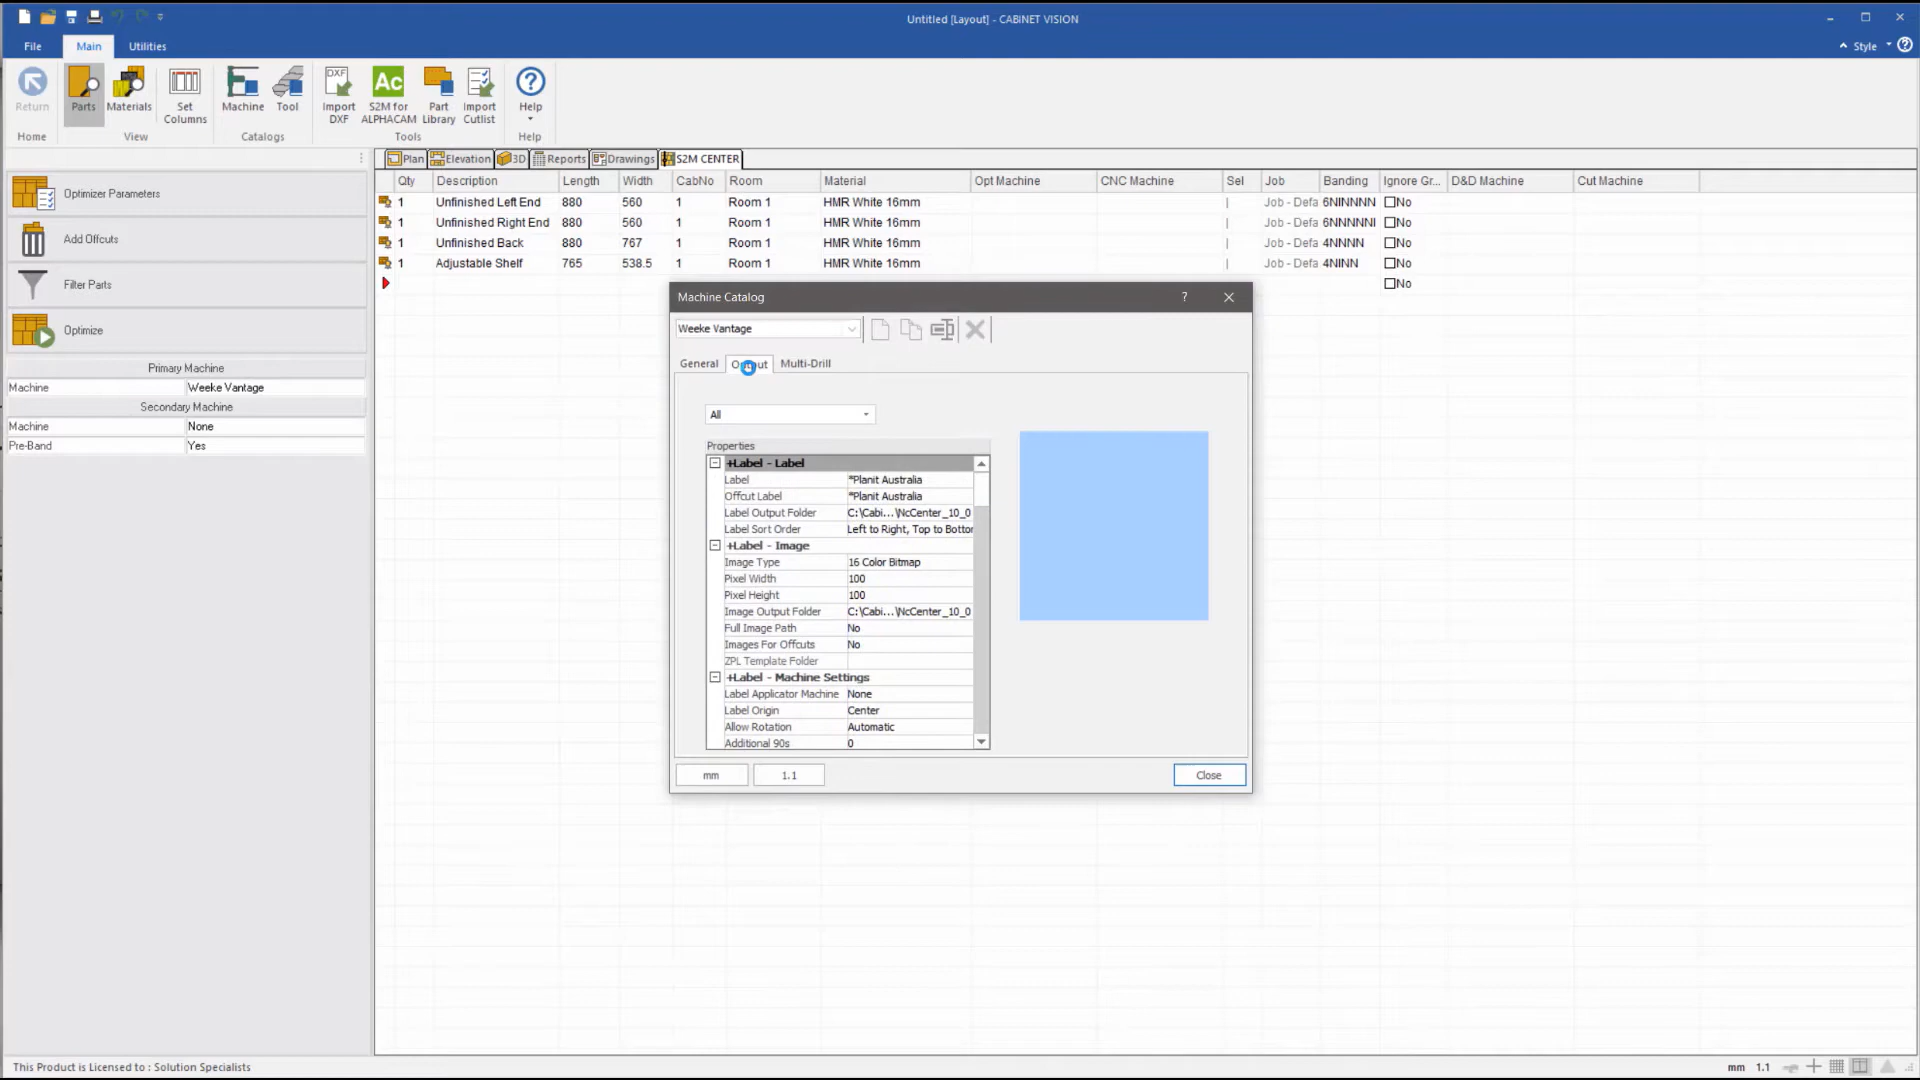 Untitled [Layout] - CABINET VISION
File Main Utilities Style
Return Parts Materials Set Columns Machine Tool Import DXF S2M for ALPHACAM Part Library Import Cutlist Help
Home View Catalogs Tools Help
Plan Elevation 3D Reports Drawings S2M CENTER
Optimizer Parameters
Add Offcuts
Filter Parts
Optimize
Primary Machine
Machine Weeke Vantage
Secondary Machine
Machine None
Pre-Band Yes
Qty Description Length Width CabNo Room Material Opt Machine CNC Machine Sel Job Banding Ignore Gr... D&D Machine Cut Machine
1 Unfinished Left End 880 560 1 Room 1 HMR White 16mm | Job - Defa 6NINNNN No
1 Unfinished Right End 880 560 1 Room 1 HMR White 16mm | Job - Defa 6NNNNNI No
1 Unfinished Back 880 767 1 Room 1 HMR White 16mm | Job - Defa 4NNNN No
1 Adjustable Shelf 765 538.5 1 Room 1 HMR White 16mm | Job - Defa 4NINN No
No
Machine Catalog ?
Weeke Vantage
General Output Multi-Drill
All
Properties
+Label - Label
Label *Planit Australia
Offcut Label *Planit Australia
Label Output Folder C:\Cabi...\NcCenter_10_0
Label Sort Order Left to Right, Top to Bottor
+Label - Image
Image Type 16 Color Bitmap
Pixel Width 100
Pixel Height 100
Image Output Folder C:\Cabi...\NcCenter_10_0
Full Image Path No
Images For Offcuts No
ZPL Template Folder
+Label - Machine Settings
Label Applicator Machine None
Label Origin Center
Allow Rotation Automatic
Additional 90s 0
mm 1.1 Close
This Product is Licensed to : Solution Specialists mm 1.1